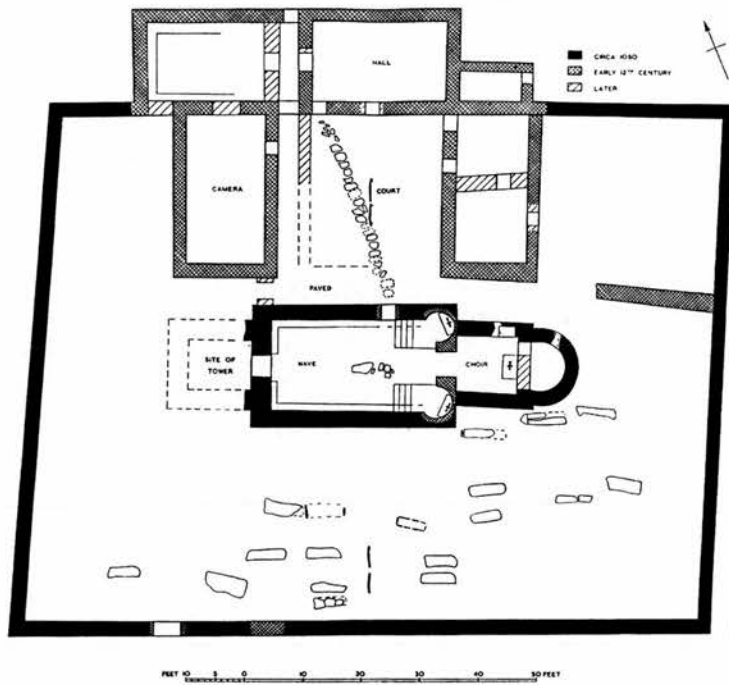 HALL
CIRCA 1050
EARLY 12TH CENTURY
LATER
CAMERA
COURT
PAVED
SITE OF
TOWER
NAVE
CHOIR
FEET 10 5 0 10 20 30 40 50 FEET